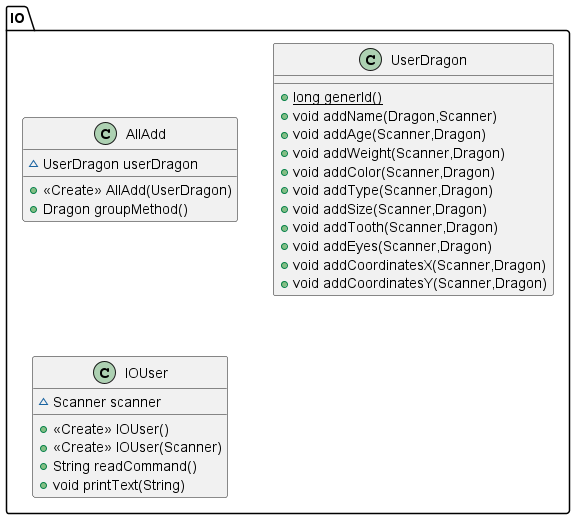 IO
C AllAdd
~ UserDragon userDragon
«Create» AllAdd(UserDragon)
Dragon groupMethod()
C UserDragon
long generId()
void addName(Dragon,Scanner)
void addAge(Scanner,Dragon)
void addWeight(Scanner,Dragon)
void addColor(Scanner,Dragon)
void addType(Scanner,Dragon)
void addSize(Scanner,Dragon)
void addTooth(Scanner,Dragon)
void addEyes(Scanner,Dragon)
void addCoordinatesX(Scanner,Dragon)
void addCoordinatesY(Scanner,Dragon)
C IOUser
~ Scanner scanner
«Create» IOUser()
«Create» IOUser(Scanner)
String readCommand()
void printText(String)